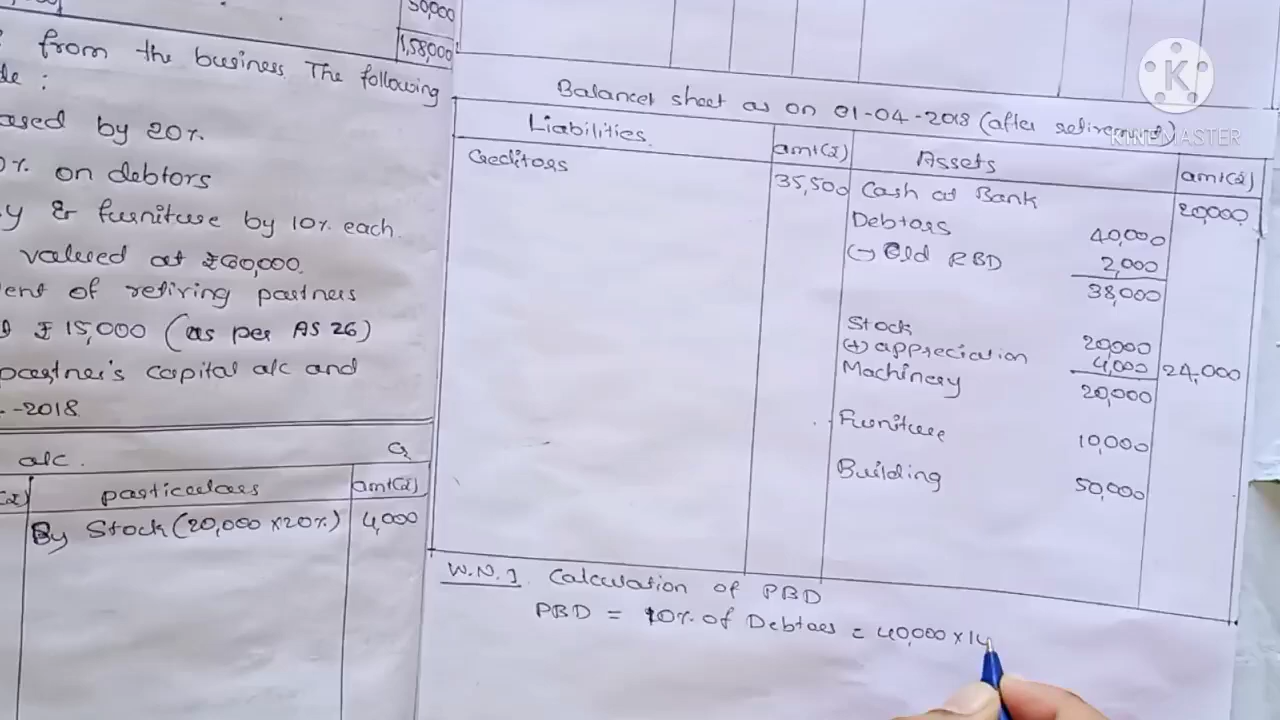 50,000
1,58,000
from the business. The following
de :
ased by 20%.
0% on debtors
y & furniture by 10% each.
valued at ₹60,000.
ent of retiring partners
₹15,000 (as per AS 26)
partner's capital a/c and
-2018.
a/c.
particulars amt(₹)
By Stock (20,000 x 20%) 4,000
K
KINEMASTER
Balance sheet as on 01-04-2018 (after retirement)
Liabilities. amt(₹) Assets amt(₹)
Creditors 35,500 Cash at Bank 20,000
Debtors 40,000
(-) Old RBD 2,000
38,000
Stock 20,000
(+) appreciation 4,000 24,000
Machinery 20,000
Furniture 10,000
Building 50,000
W.N.1. Calculation of PBD
PBD = 10% of Debtors = 40,000 x 1